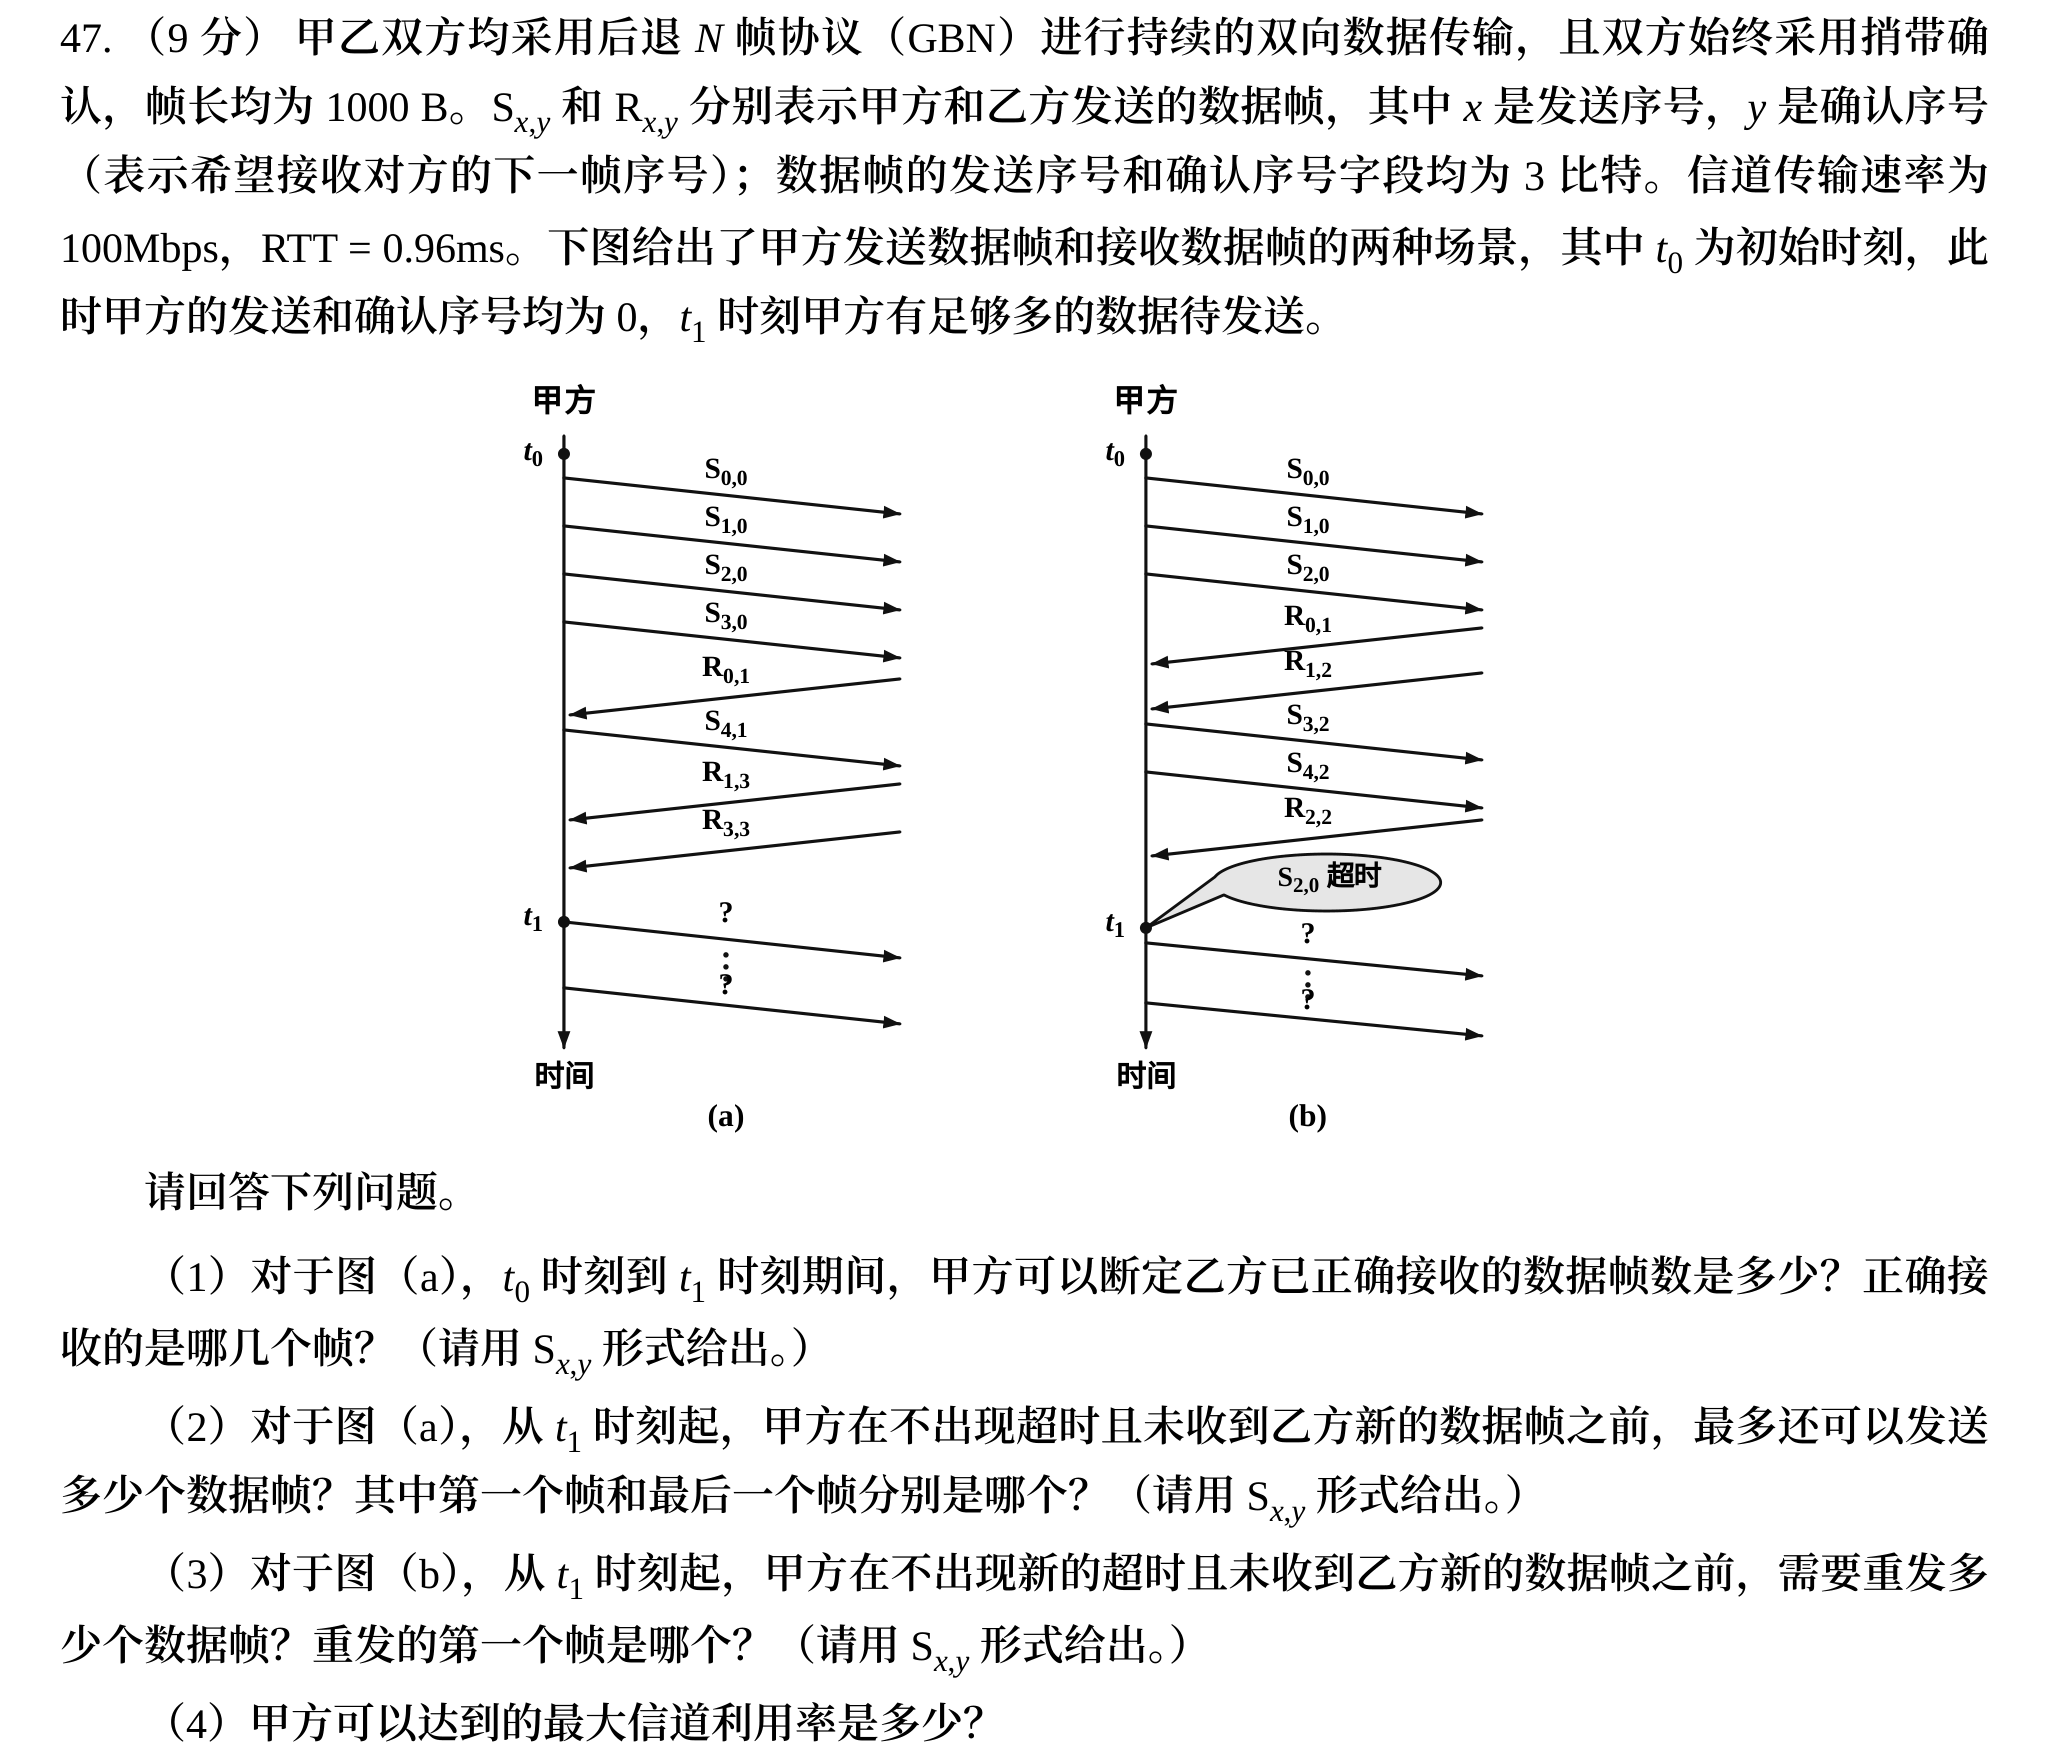 47. （9 分） 甲乙双方均采用后退 N 帧协议（GBN）进行持续的双向数据传输，且双方始终采用捎带确
认，帧长均为 1000 B。Sx,y 和 Rx,y 分别表示甲方和乙方发送的数据帧，其中 x 是发送序号，y 是确认序号
（表示希望接收对方的下一帧序号）；数据帧的发送序号和确认序号字段均为 3 比特。信道传输速率为
100Mbps，RTT = 0.96ms。下图给出了甲方发送数据帧和接收数据帧的两种场景，其中 t0 为初始时刻，此
时甲方的发送和确认序号均为 0，t1 时刻甲方有足够多的数据待发送。
甲方
t0
S0,0
S1,0
S2,0
S3,0
R0,1
S4,1
R1,3
R3,3
t1
?
⋮
?
时间
(a)
甲方
t0
S0,0
S1,0
S2,0
R0,1
R1,2
S3,2
S4,2
R2,2
S2,0 超时
t1
?
⋮
?
时间
(b)
请回答下列问题。
（1）对于图（a），t0 时刻到 t1 时刻期间，甲方可以断定乙方已正确接收的数据帧数是多少？正确接
收的是哪几个帧？（请用 Sx,y 形式给出。）
（2）对于图（a），从 t1 时刻起，甲方在不出现超时且未收到乙方新的数据帧之前，最多还可以发送
多少个数据帧？其中第一个帧和最后一个帧分别是哪个？（请用 Sx,y 形式给出。）
（3）对于图（b），从 t1 时刻起，甲方在不出现新的超时且未收到乙方新的数据帧之前，需要重发多
少个数据帧？重发的第一个帧是哪个？（请用 Sx,y 形式给出。）
（4）甲方可以达到的最大信道利用率是多少？